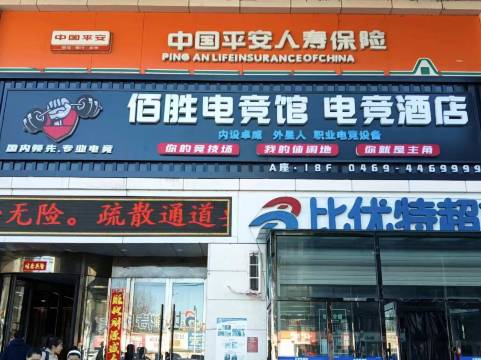 中国平安
中国平安人寿保险
PING AN LIFE INSURANCE OF CHINA
佰胜电竞馆 电竞酒店
内设卓威 外星人 职业电竞设备
国内领先,专业电竞
你的竞技场 我的休闲地 你就是主角
A座·18F 0469-4469999
无险。疏散通道
比优特超